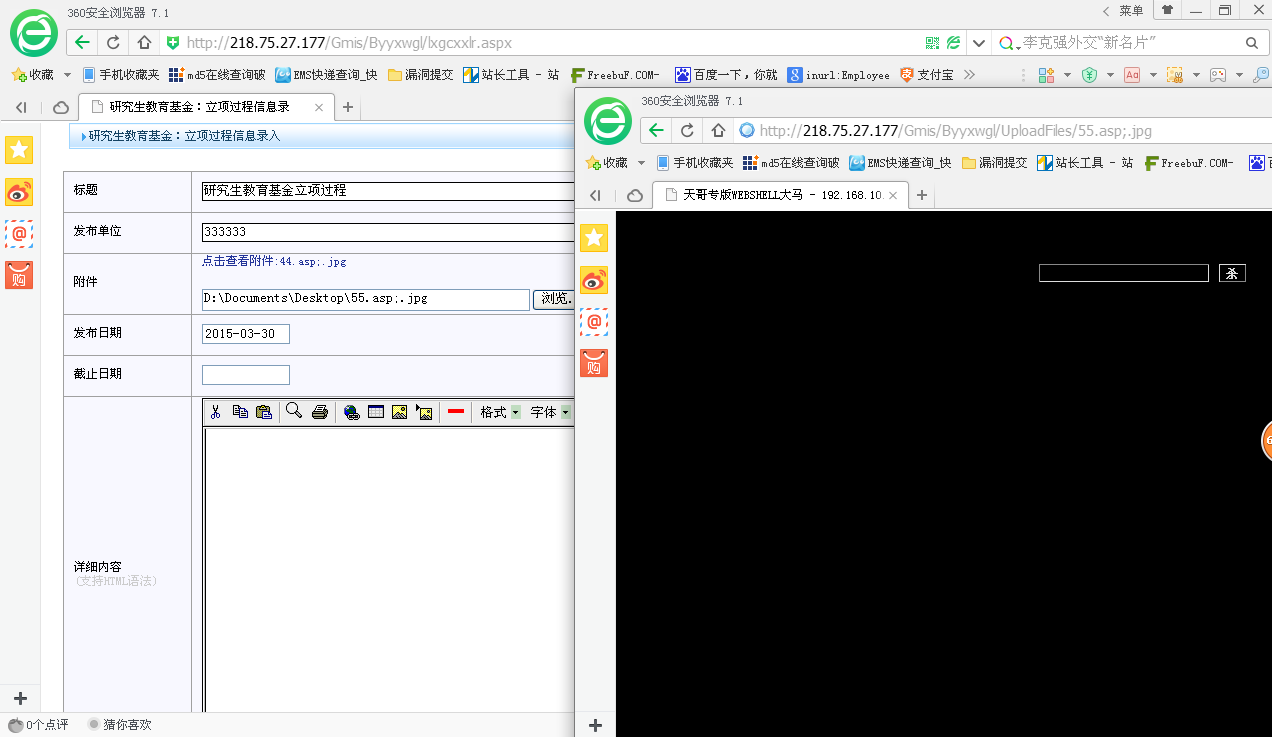 360安全浏览器 7.1
菜单
http://218.75.27.177/Gmis/Byyxwgl/lxgcxxlr.aspx
李克强外交“新名片”
收藏 手机收藏夹 md5在线查询破 EMS快递查询_快 漏洞提交 站长工具 - 站 FreebuF.COM- 百度一下，你就 inurl:Employee 支付宝
研究生教育基金：立项过程信息录
研究生教育基金：立项过程信息录入
标题
研究生教育基金立项过程
发布单位
333333
附件
点击查看附件:44.asp;.jpg
D:\Documents\Desktop\55.asp;.jpg
浏览.
发布日期
2015-03-30
截止日期
格式 字体
详细内容
(支持HTML语法)
购
0个点评 猜你喜欢
360安全浏览器 7.1
http://218.75.27.177/Gmis/Byyxwgl/UploadFiles/55.asp;.jpg
收藏 手机收藏夹 md5在线查询破 EMS快递查询_快 漏洞提交 站长工具 - 站 FreebuF.COM-
天哥专版WEBSHELL大马 - 192.168.10.
杀
购